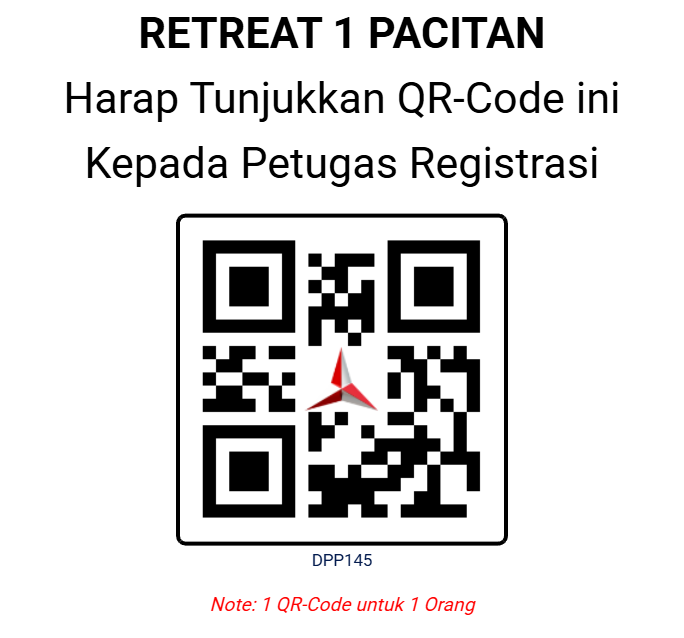 RETREAT 1 PACITAN
Harap Tunjukkan QR-Code ini
Kepada Petugas Registrasi
DPP145
Note: 1 QR-Code untuk 1 Orang